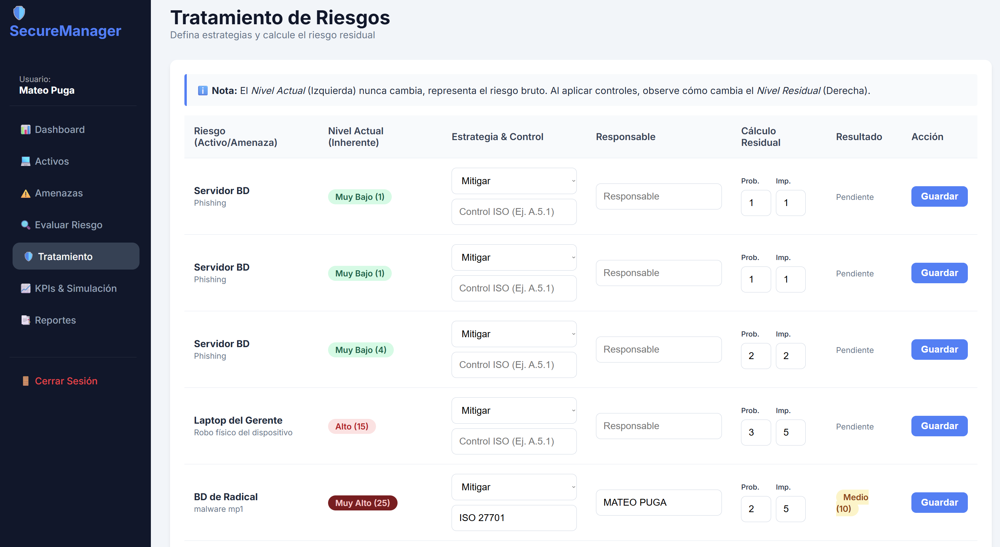 SecureManager
Usuario:
Mateo Puga
Dashboard
Activos
Amenazas
Evaluar Riesgo
Tratamiento
KPIs & Simulación
Reportes
Cerrar Sesión
Tratamiento de Riesgos
Defina estrategias y calcule el riesgo residual
Nota: El Nivel Actual (Izquierda) nunca cambia, representa el riesgo bruto. Al aplicar controles, observe cómo cambia el Nivel Residual (Derecha).
Riesgo
(Activo/Amenaza)
Nivel Actual
(Inherente)
Estrategia & Control
Responsable
Cálculo
Residual
Resultado
Acción
Servidor BD
Phishing
Muy Bajo (1)
Mitigar
Control ISO (Ej. A.5.1)
Responsable
Prob. Imp.
1 1
Pendiente
Guardar
Servidor BD
Phishing
Muy Bajo (1)
Mitigar
Control ISO (Ej. A.5.1)
Responsable
Prob. Imp.
1 1
Pendiente
Guardar
Servidor BD
Phishing
Muy Bajo (4)
Mitigar
Control ISO (Ej. A.5.1)
Responsable
Prob. Imp.
2 2
Pendiente
Guardar
Laptop del Gerente
Robo físico del dispositivo
Alto (15)
Mitigar
Control ISO (Ej. A.5.1)
Responsable
Prob. Imp.
3 5
Pendiente
Guardar
BD de Radical
malware mp1
Muy Alto (25)
Mitigar
ISO 27701
MATEO PUGA
Prob. Imp.
2 5
Medio
(10)
Guardar